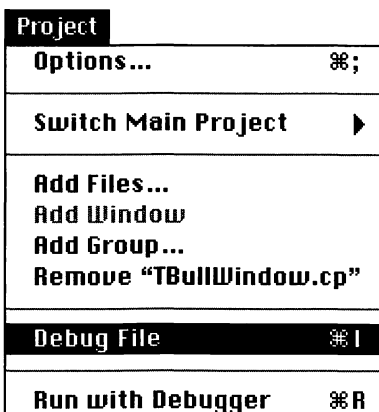 Project
Options... ⌘;
Switch Main Project ▶
Add Files...
Add Window
Add Group...
Remove “TBullWindow.cp”
Debug File ⌘I
Run with Debugger ⌘R